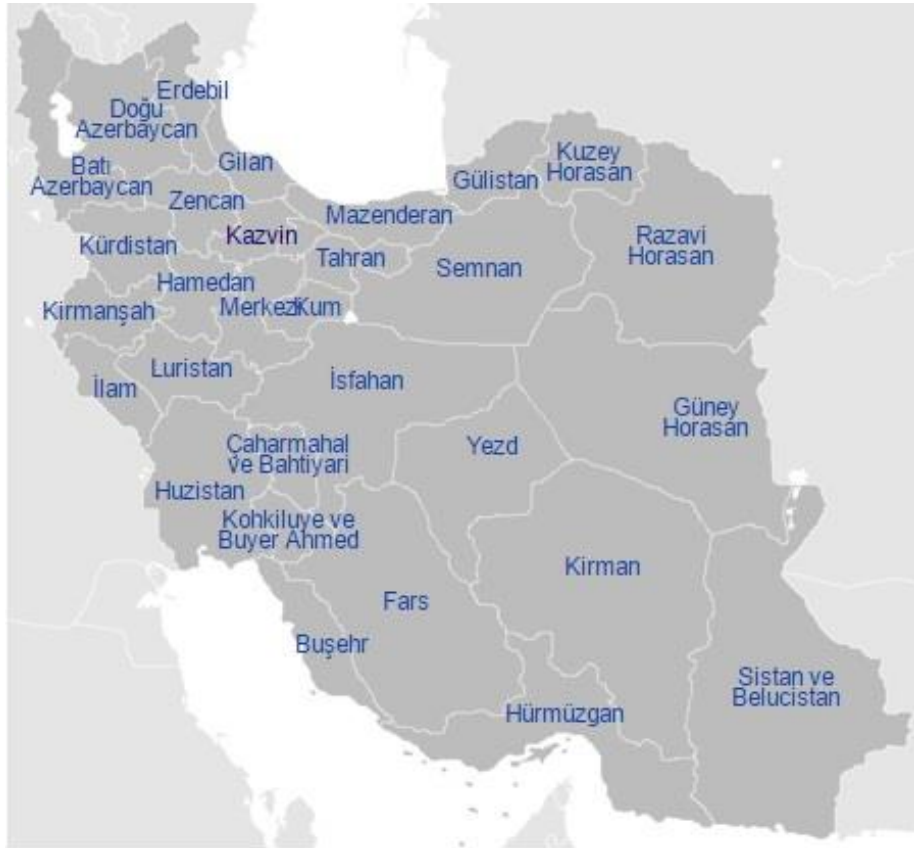 Erdebil
Doğu
Azerbaycan
Batı
Azerbaycan
Gilan
Zencan
Kazvin
Mazenderan
Gülistan
Kuzey
Horasan
Razavi
Horasan
Kürdistan
Tahran
Semnan
Hamedan
Kirmanşah
Merkezi
Kum
Luristan
İlam
İsfahan
Güney
Horasan
Çaharmahal
ve Bahtiyari
Yezd
Huzistan
Kohkiluye ve
Buyer Ahmed
Kirman
Fars
Buşehr
Sistan ve
Belucistan
Hürmüzgan